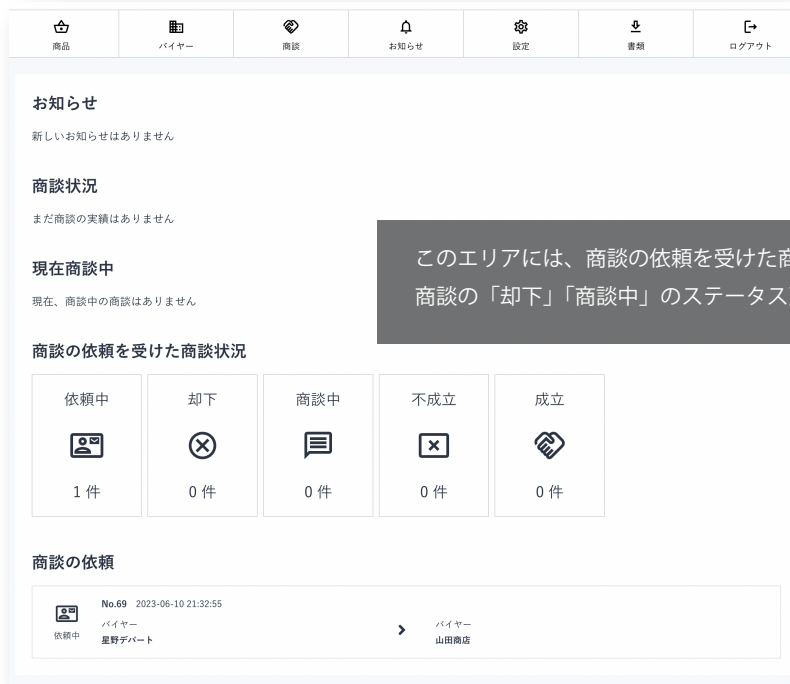 商品 バイヤー 商談 お知らせ 設定 書類 ログアウト
お知らせ
新しいお知らせはありません
商談状況
まだ商談の実績はありません
現在商談中
現在、商談中の商談はありません
このエリアには、商談の依頼を受けた
商談の「却下」「商談中」のステータス
商談の依頼を受けた商談状況
依頼中 却下 商談中 不成立 成立
1 件 0 件 0 件 0 件 0 件
商談の依頼
No.69 2023-06-10 21:32:55
依頼中
バイヤー バイヤー
星野デパート 山田商店